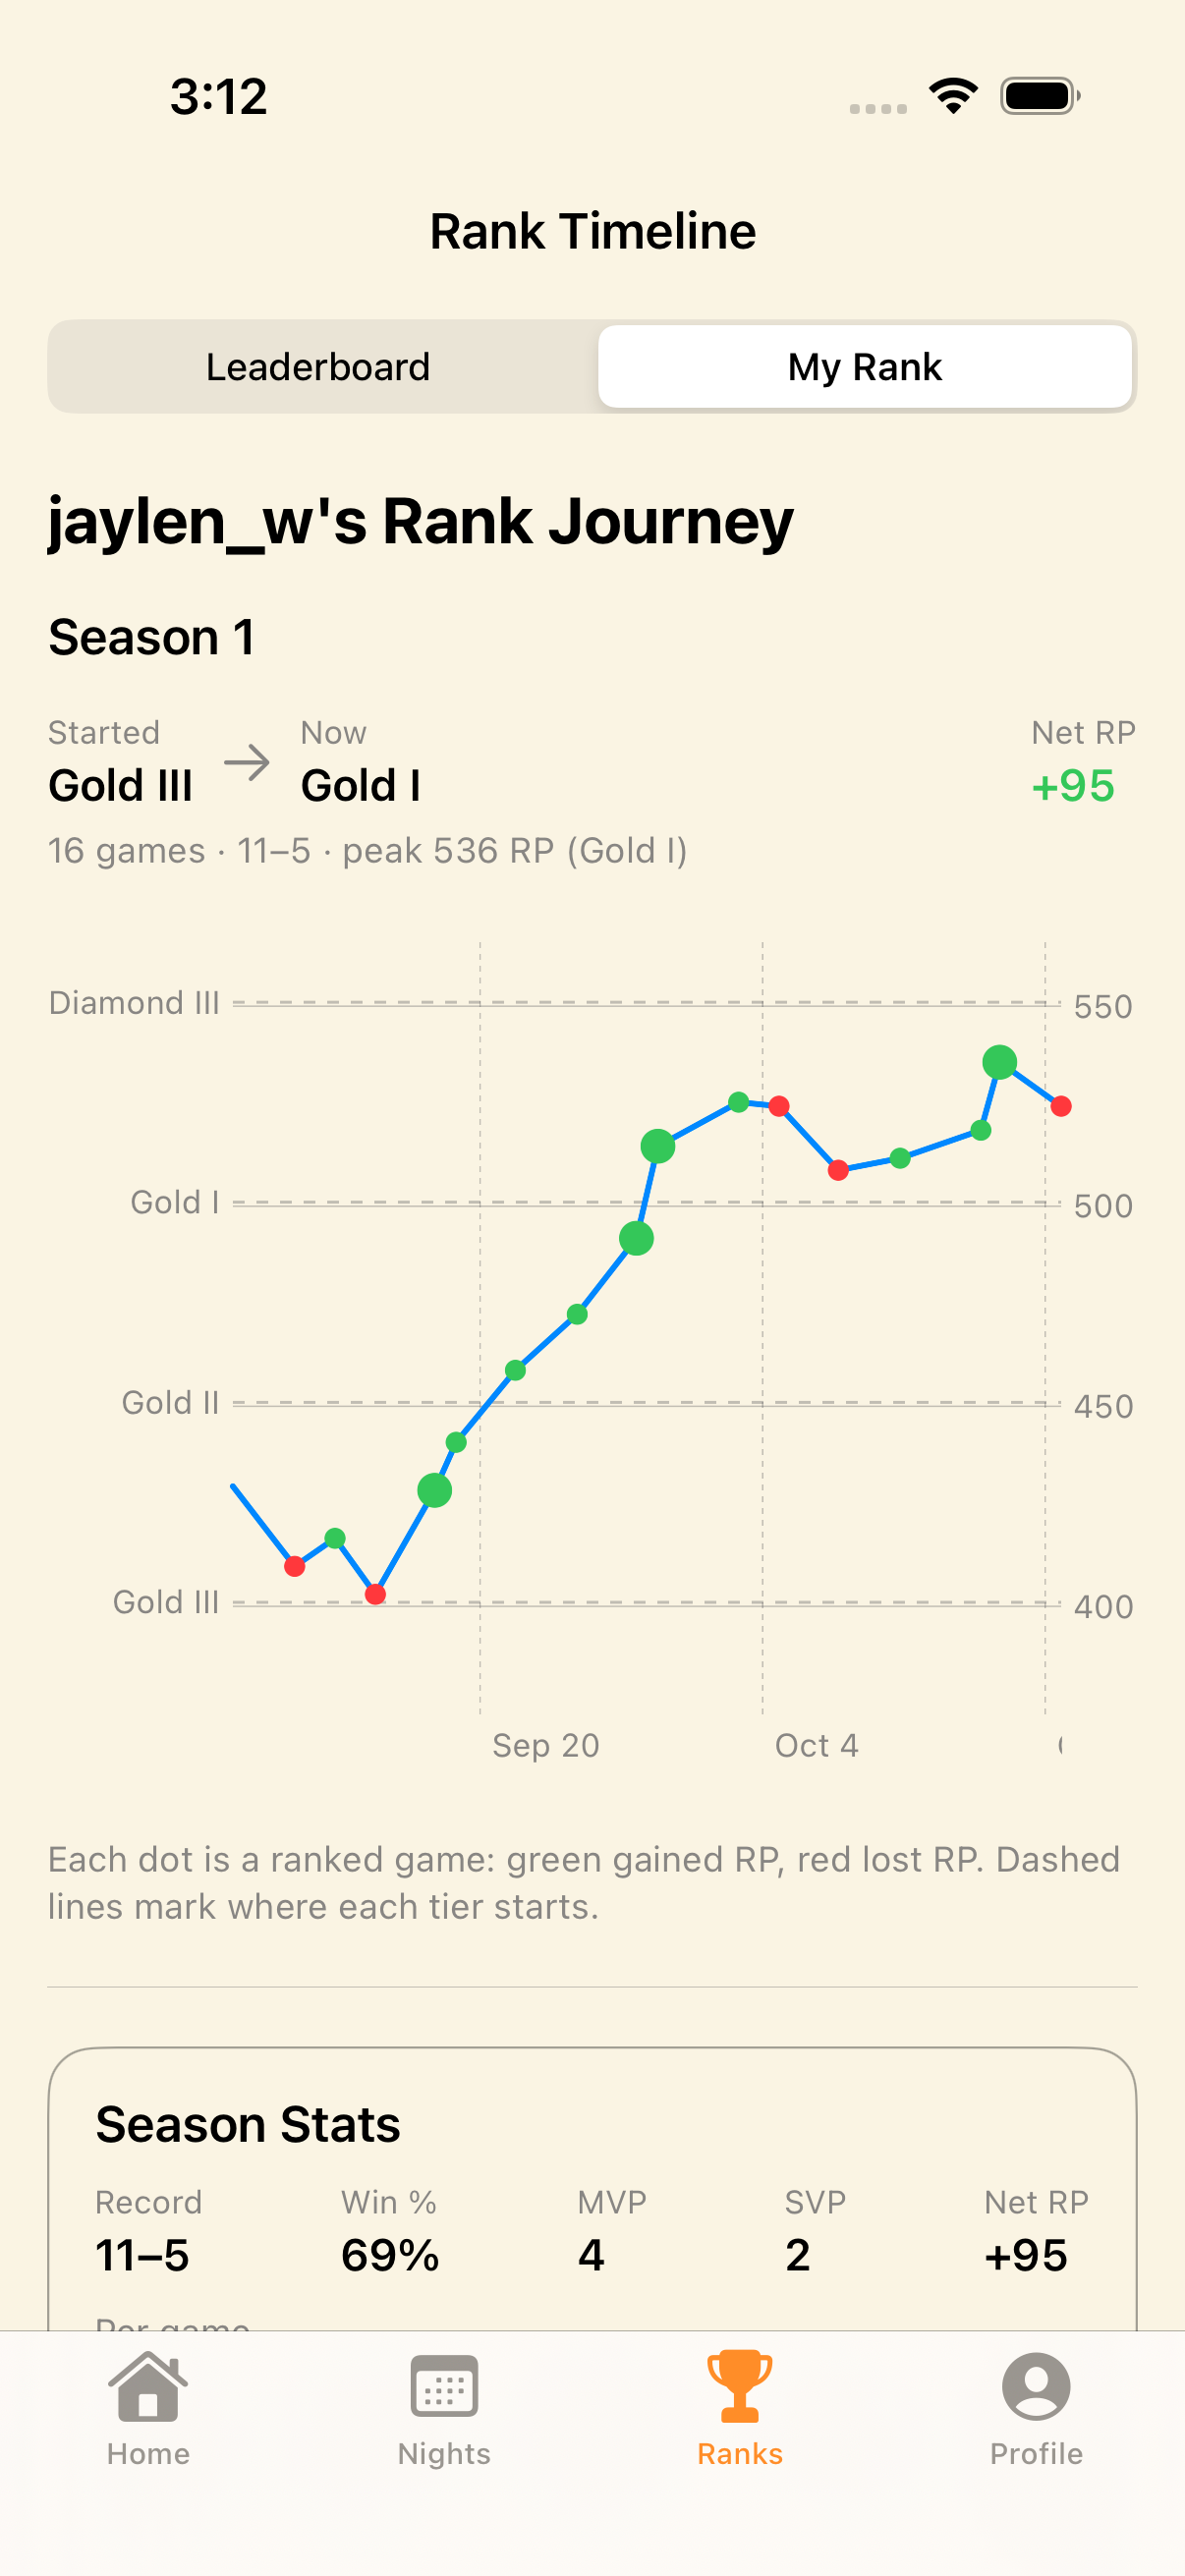 3:12
Rank Timeline
Leaderboard
My Rank
jaylen_w's Rank Journey
Season 1
Started
Now
Net RP
Gold III
Gold I
+95
16 games · 11–5 · peak 536 RP (Gold I)
Diamond III
550
Gold I
500
Gold II
450
Gold III
400
Sep 20
Oct 4
Each dot is a ranked game: green gained RP, red lost RP. Dashed
lines mark where each tier starts.
Season Stats
Record
Win %
MVP
SVP
Net RP
11–5
69%
4
2
+95
Per game
Home
Nights
Ranks
Profile